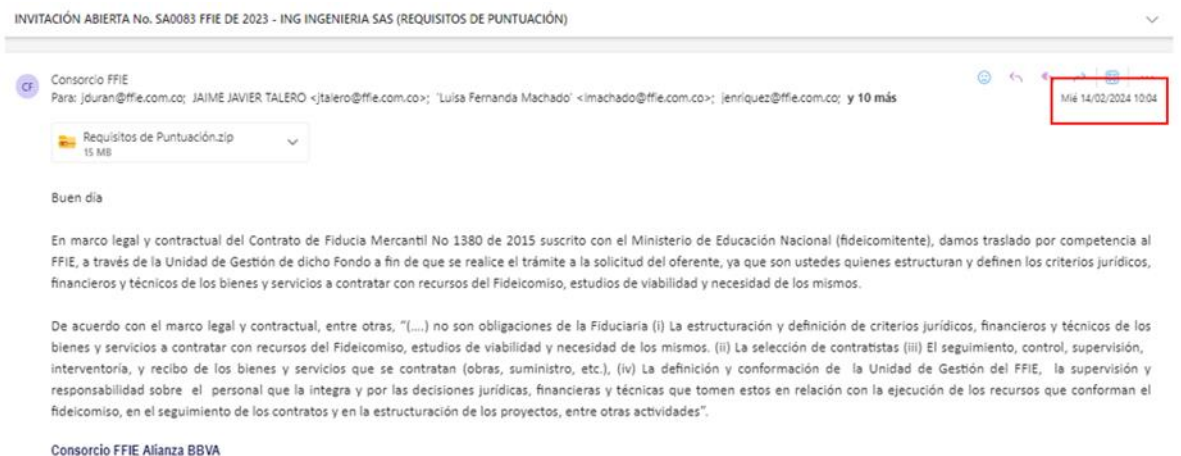 INVITACIÓN ABIERTA No. SA0083 FFIE DE 2023 - ING INGENIERIA SAS (REQUISITOS DE PUNTUACIÓN)
CF
Consorcio FFIE
Para: jduran@ffie.com.co; JAIME JAVIER TALERO <jtalero@ffie.com.co>; 'Luisa Fernanda Machado' <lmachado@ffie.com.co>; jenriquez@ffie.com.co; y 10 más
Mié 14/02/2024 10:04
Requisitos de Puntuación.zip
15 MB
Buen día
En marco legal y contractual del Contrato de Fiducia Mercantil No 1380 de 2015 suscrito con el Ministerio de Educación Nacional (fideicomitente), damos traslado por competencia al
FFIE, a través de la Unidad de Gestión de dicho Fondo a fin de que se realice el trámite a la solicitud del oferente, ya que son ustedes quienes estructuran y definen los criterios jurídicos,
financieros y técnicos de los bienes y servicios a contratar con recursos del Fideicomiso, estudios de viabilidad y necesidad de los mismos.
De acuerdo con el marco legal y contractual, entre otras, "(....) no son obligaciones de la Fiduciaria (i) La estructuración y definición de criterios jurídicos, financieros y técnicos de los
bienes y servicios a contratar con recursos del Fideicomiso, estudios de viabilidad y necesidad de los mismos. (ii) La selección de contratistas (iii) El seguimiento, control, supervisión,
interventoría, y recibo de los bienes y servicios que se contratan (obras, suministro, etc.), (iv) La definición y conformación de la Unidad de Gestión del FFIE, la supervisión y
responsabilidad sobre el personal que la integra y por las decisiones jurídicas, financieras y técnicas que tomen estos en relación con la ejecución de los recursos que conforman el
fideicomiso, en el seguimiento de los contratos y en la estructuración de los proyectos, entre otras actividades".
Consorcio FFIE Alianza BBVA